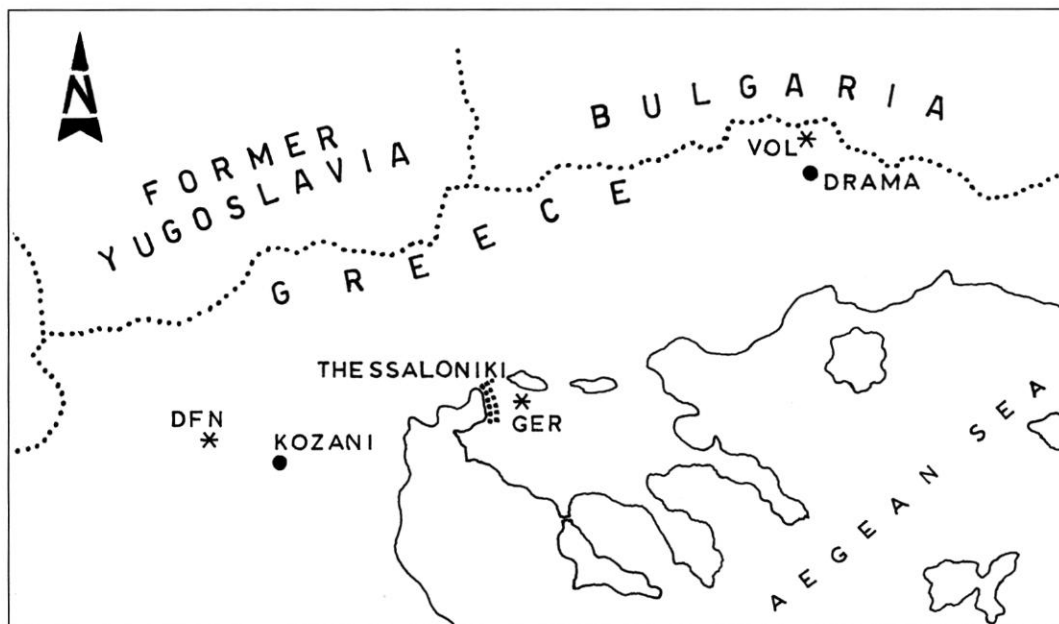 N
BULGARIA
FORMER
YUGOSLAVIA
VOL
DRAMA
GREECE
THESSALONIKI
GER
DFN
KOZANI
AEGEAN SEA